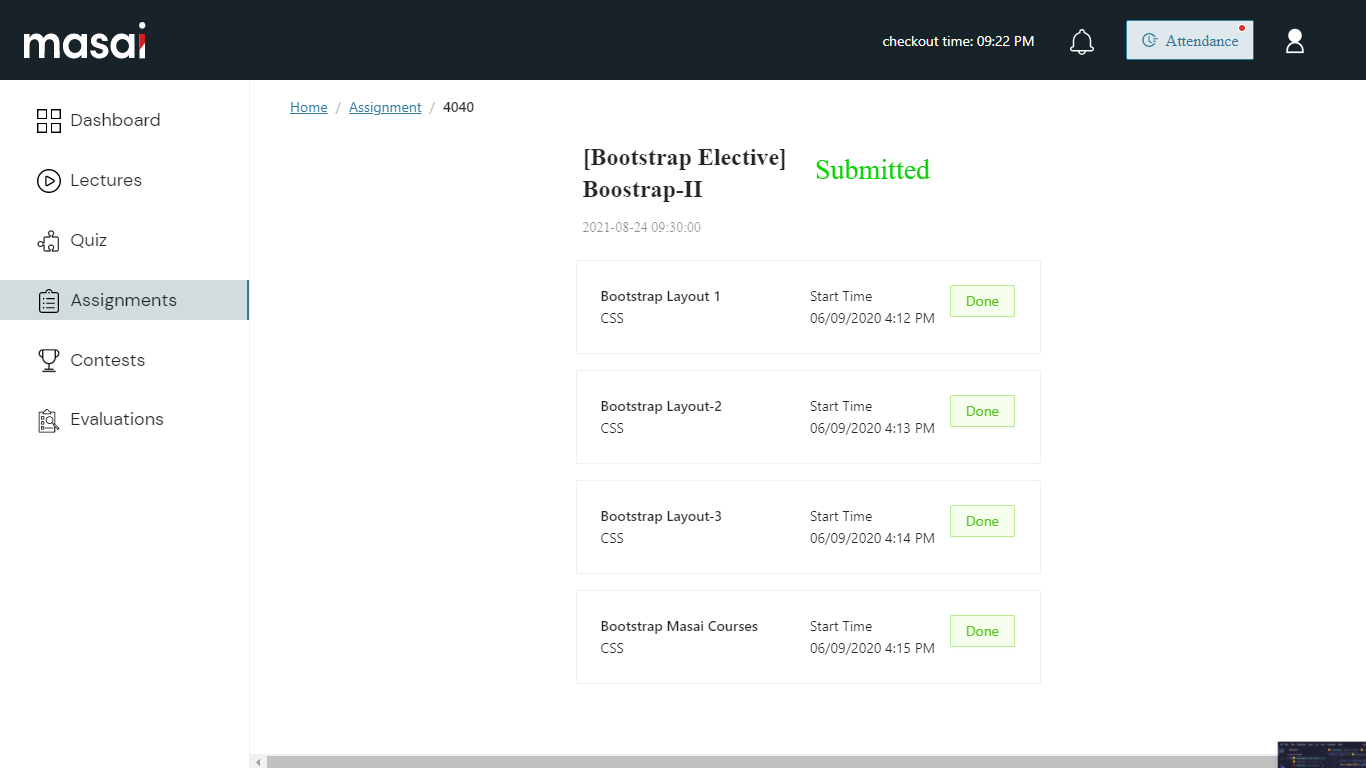 masai
checkout time: 09:22 PM
Attendance
Dashboard
Lectures
Quiz
Assignments
Contests
Evaluations
Home / Assignment / 4040
[Bootstrap Elective]
Boostrap-II
Submitted
2021-08-24 09:30:00
Bootstrap Layout 1
CSS
Start Time
06/09/2020 4:12 PM
Done
Bootstrap Layout-2
CSS
Start Time
06/09/2020 4:13 PM
Done
Bootstrap Layout-3
CSS
Start Time
06/09/2020 4:14 PM
Done
Bootstrap Masai Courses
CSS
Start Time
06/09/2020 4:15 PM
Done